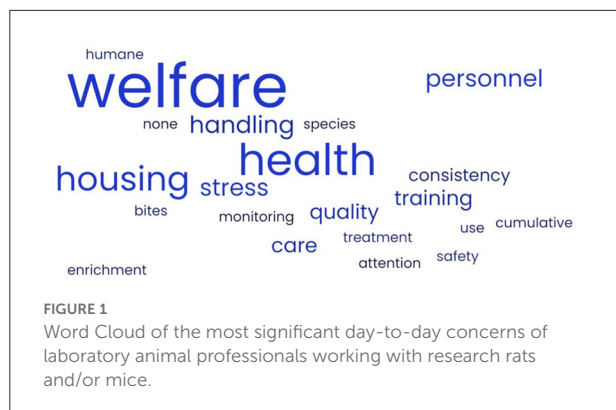 humane
welfare personnel
none handling species
health
housing stress consistency
training
bites monitoring quality
use cumulative
care treatment
attention safety
enrichment
FIGURE 1
Word Cloud of the most significant day-to-day concerns of
laboratory animal professionals working with research rats
and/or mice.